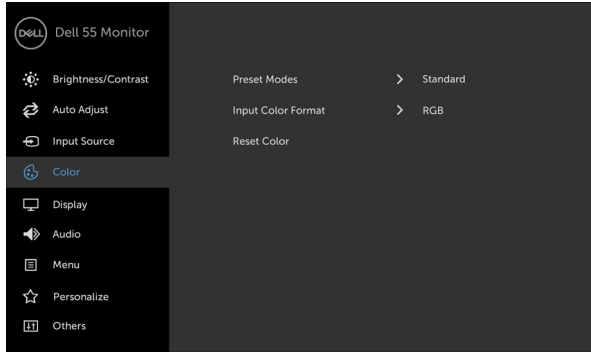 DELL Dell 55 Monitor
Brightness/Contrast
Auto Adjust
Input Source
Color
Display
Audio
Menu
Personalize
Others
Preset Modes > Standard
Input Color Format > RGB
Reset Color